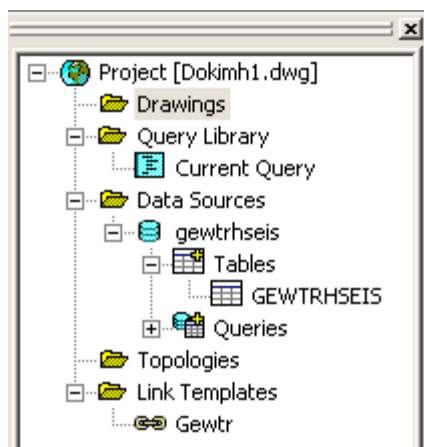 Project [Dokimh1.dwg]
Drawings
Query Library
Current Query
Data Sources
gewtrhseis
Tables
GEWTRHSEIS
Queries
Topologies
Link Templates
Gewtr